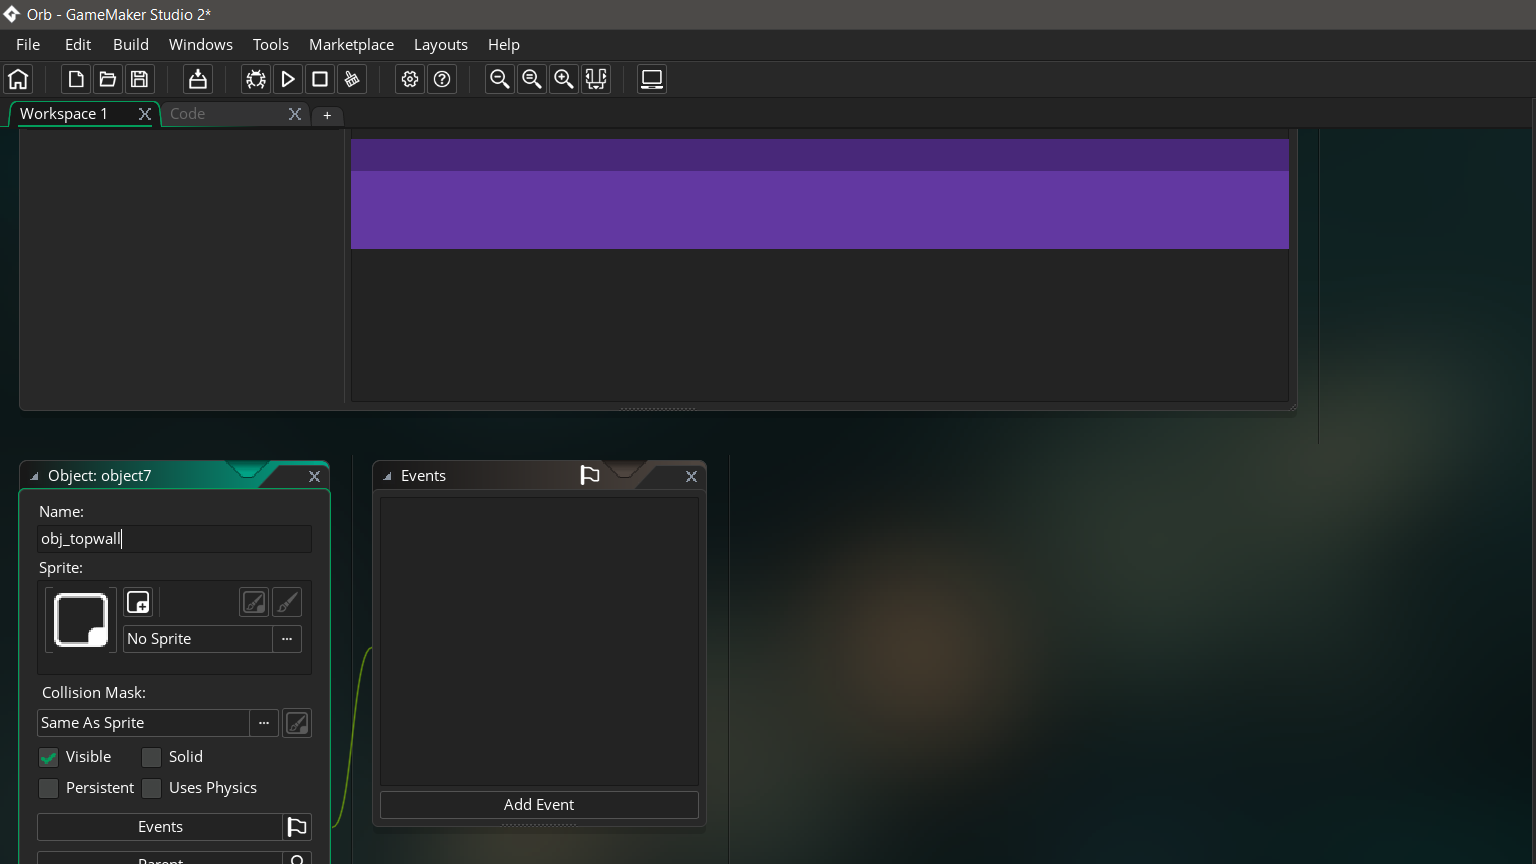 Orb - GameMaker Studio 2*
File Edit Build Windows Tools Marketplace Layouts Help
Workspace 1 Code +
Object: object7
Name:
obj_topwall
Sprite:
No Sprite ...
Collision Mask:
Same As Sprite ...
Visible Solid
Persistent Uses Physics
Events
Parent
Events
Add Event